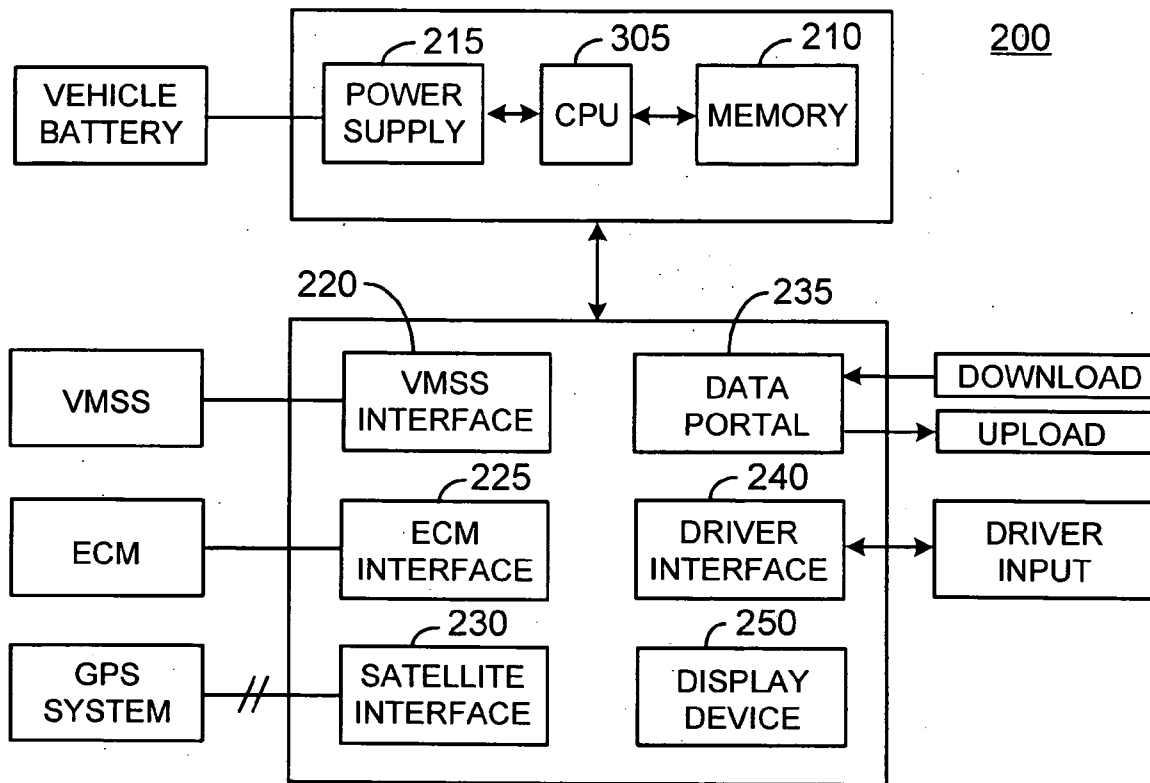 215
305
210
200
VEHICLE
BATTERY
POWER
SUPPLY
CPU
MEMORY
220
235
VMSS
VMSS
INTERFACE
DATA
PORTAL
DOWNLOAD
UPLOAD
225
240
ECM
ECM
INTERFACE
DRIVER
INTERFACE
DRIVER
INPUT
230
250
GPS
SYSTEM
SATELLITE
INTERFACE
DISPLAY
DEVICE